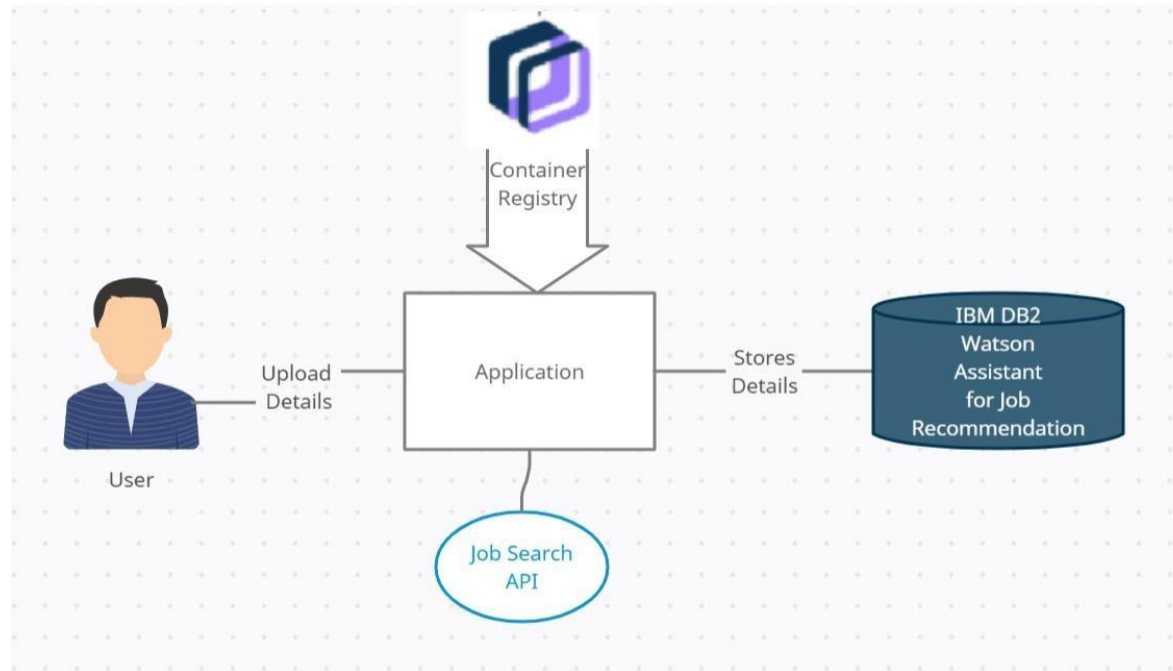 Container
Registry
Upload
Details
User
Application
Stores
Details
IBM DB2
Watson
Assistant
for Job
Recommendation
Job Search
API